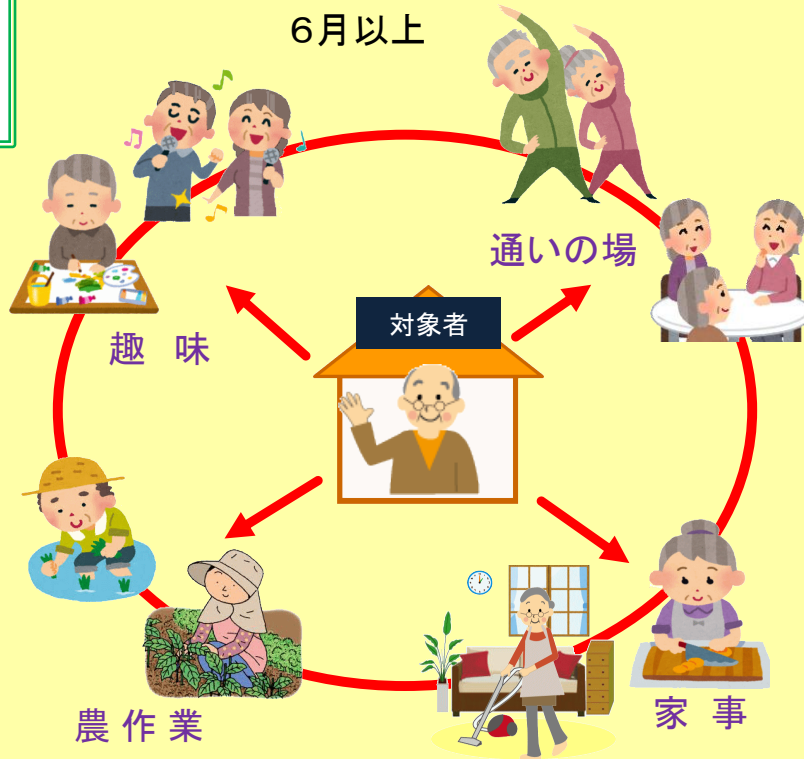 ６月以上
通いの場
対象者
趣 味
農 作 業
家 事